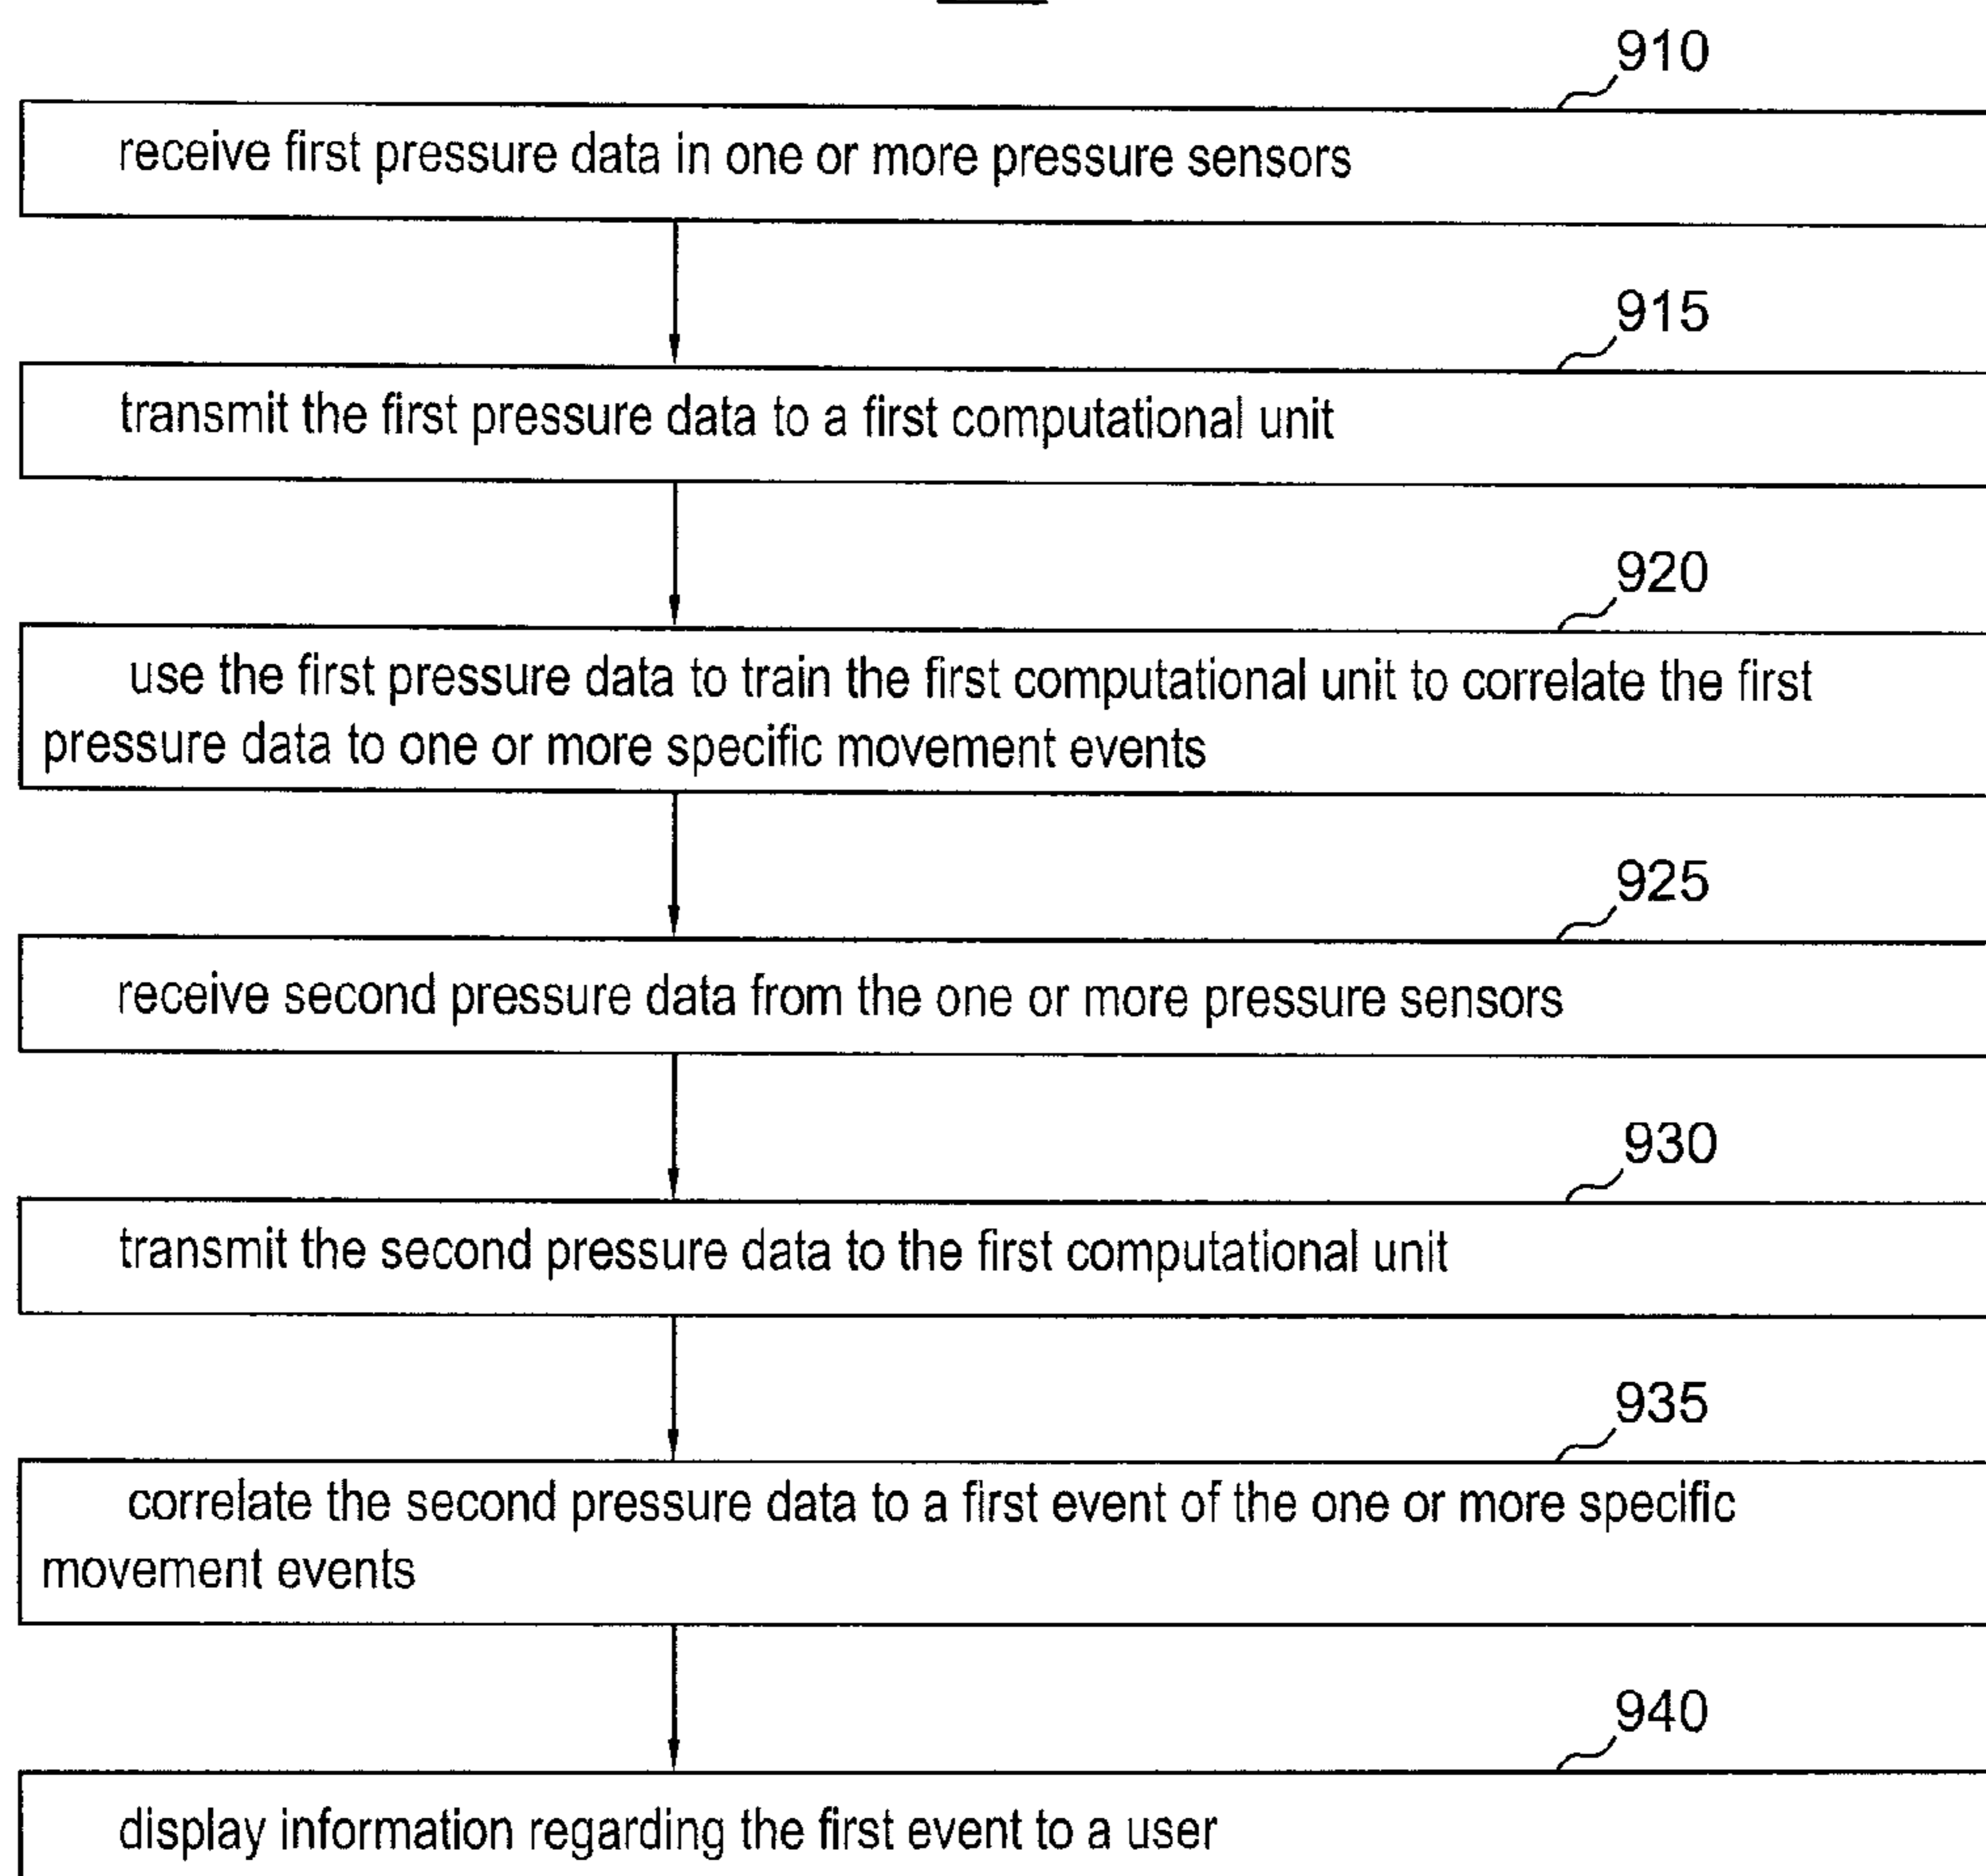 910
receive first pressure data in one or more pressure sensors
915
transmit the first pressure data to a first computational unit
920
use the first pressure data to train the first computational unit to correlate the first
pressure data to one or more specific movement events
925
receive second pressure data from the one or more pressure sensors
930
transmit the second pressure data to the first computational unit
935
correlate the second pressure data to a first event of the one or more specific
movement events
940
display information regarding the first event to a user